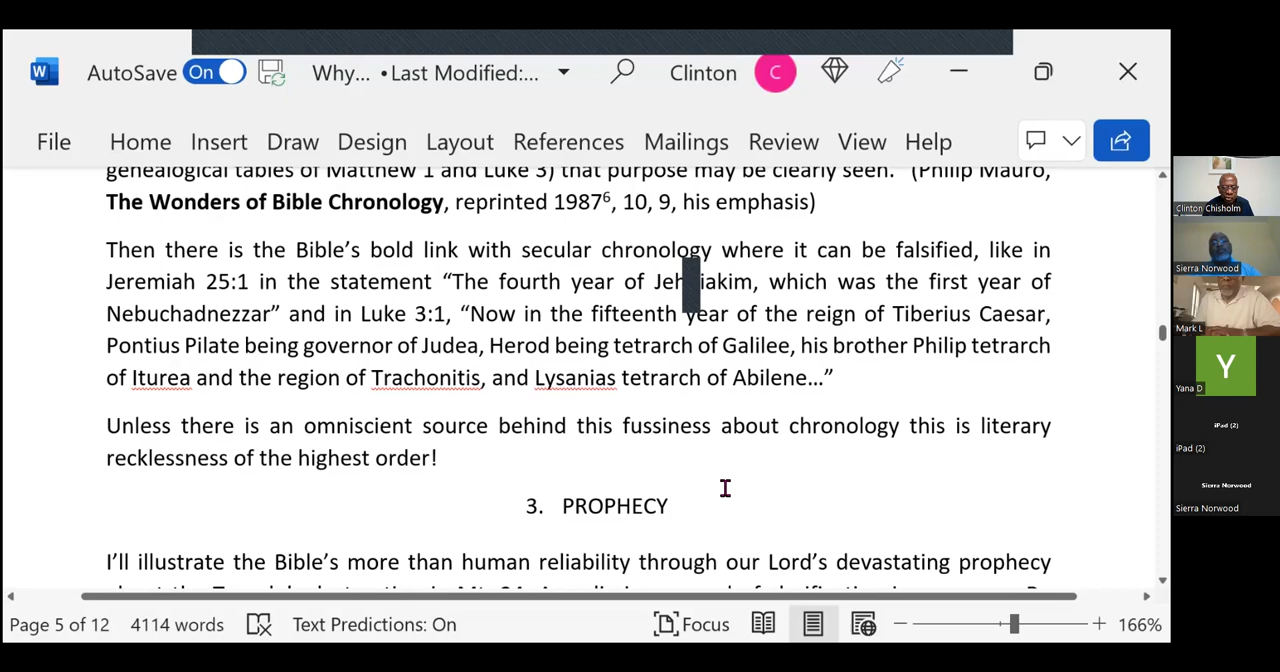 AutoSave On Why... • Last Modified:... Clinton C
File Home Insert Draw Design Layout References Mailings Review View Help
genealogical tables of Matthew 1 and Luke 3) that purpose may be clearly seen." (Philip Mauro,
The Wonders of Bible Chronology, reprinted 1987⁶, 10, 9, his emphasis)
Then there is the Bible's bold link with secular chronology where it can be falsified, like in
Jeremiah 25:1 in the statement "The fourth year of which was the first year of
Nebuchadnezzar" and in Luke 3:1, "Now in the fifteenth year of the reign of Tiberius Caesar,
Pontius Pilate being governor of Judea, Herod being tetrarch of Galilee, his brother Philip tetrarch
of Iturea and the region of Trachonitis, and Lysanias tetrarch of Abilene…"
Unless there is an omniscient source behind this fussiness about chronology this is literary
recklessness of the highest order!
3. PROPHECY
I'll illustrate the Bible's more than human reliability through our Lord's devastating prophecy
Page 5 of 12 4114 words Text Predictions: On Focus 166%
Clinton Chisholm
Sierra Norwood
Mark L
Y
Yana D
iPad (2)
iPad (2)
Sierra Norwood
Sierra Norwood